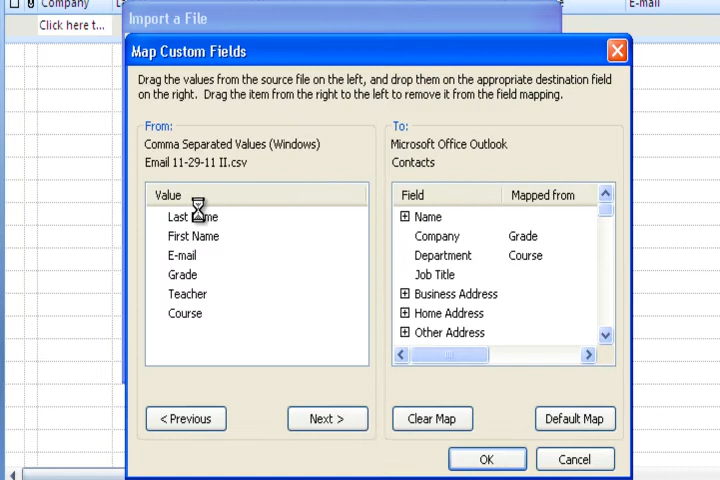 Company
E-mail
Click here t...
Import a File
Map Custom Fields
Drag the values from the source file on the left, and drop them on the appropriate destination field
on the right. Drag the item from the right to the left to remove it from the field mapping.
From:
Comma Separated Values (Windows)
Email 11-29-11 II.csv
Value
Last Name
First Name
E-mail
Grade
Teacher
Course
< Previous
Next >
To:
Microsoft Office Outlook
Contacts
Field Mapped from
Name
Company Grade
Department Course
Job Title
Business Address
Home Address
Other Address
Clear Map
Default Map
OK
Cancel